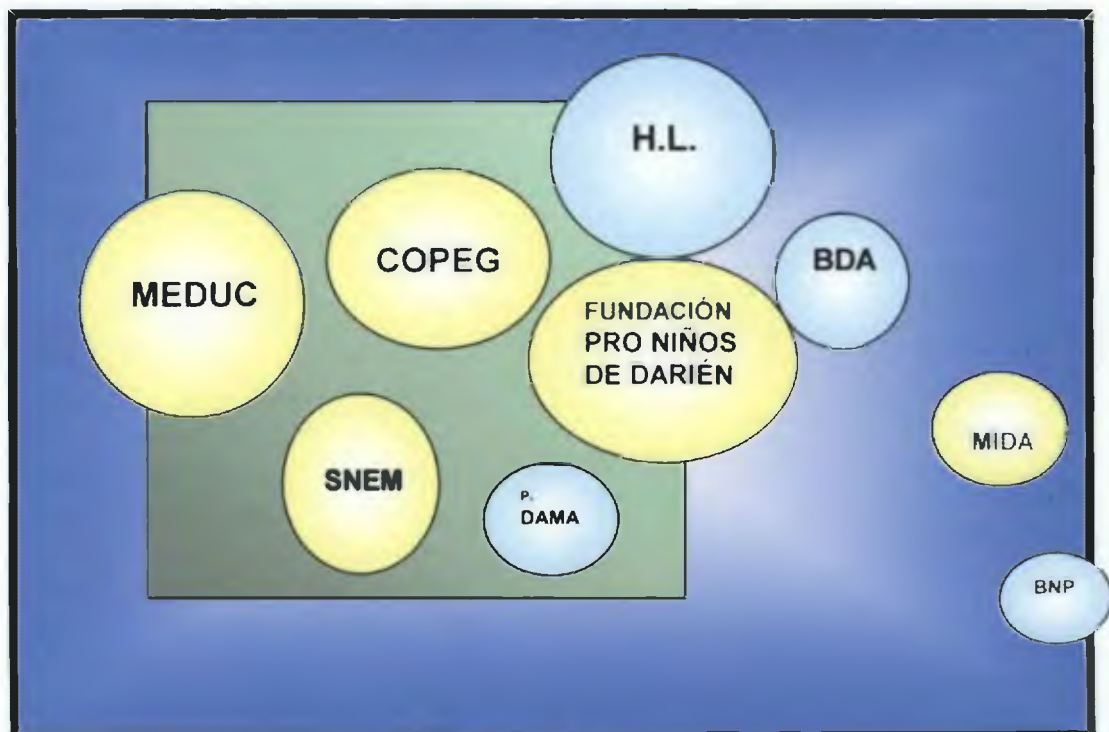 H.L.
COPEG
BDA
MEDUC
FUNDACIÓN
PRO NIÑOS
DE DARIÉN
MIDA
SNEM
P.
DAMA
BNP